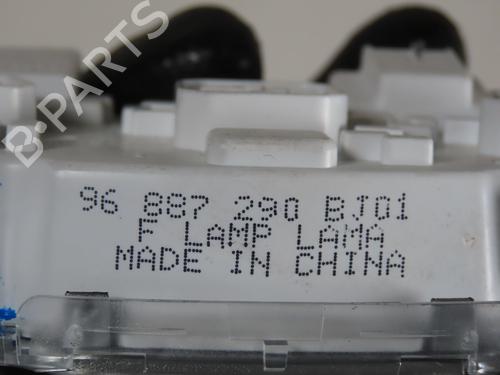 B-PARTS
96 887 290 BJ01
F LAMP LAMA
MADE IN CHINA